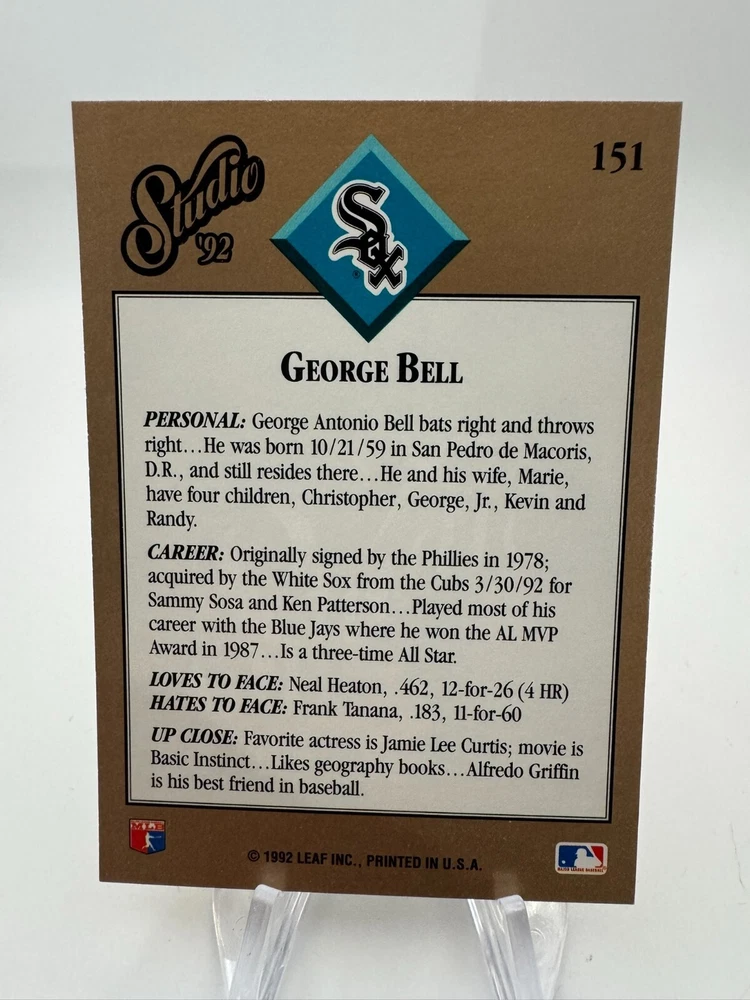 Studio '92
Sox
151
GEORGE BELL
PERSONAL: George Antonio Bell bats right and throws
right...He was born 10/21/59 in San Pedro de Macoris,
D.R., and still resides there...He and his wife, Marie,
have four children, Christopher, George, Jr., Kevin and
Randy.
CAREER: Originally signed by the Phillies in 1978;
acquired by the White Sox from the Cubs 3/30/92 for
Sammy Sosa and Ken Patterson...Played most of his
career with the Blue Jays where he won the AL MVP
Award in 1987...Is a three-time All Star.
LOVES TO FACE: Neal Heaton, .462, 12-for-26 (4 HR)
HATES TO FACE: Frank Tanana, .183, 11-for-60
UP CLOSE: Favorite actress is Jamie Lee Curtis; movie is
Basic Instinct...Likes geography books...Alfredo Griffin
is his best friend in baseball.
MLB
© 1992 LEAF INC., PRINTED IN U.S.A.
MAJOR LEAGUE BASEBALL